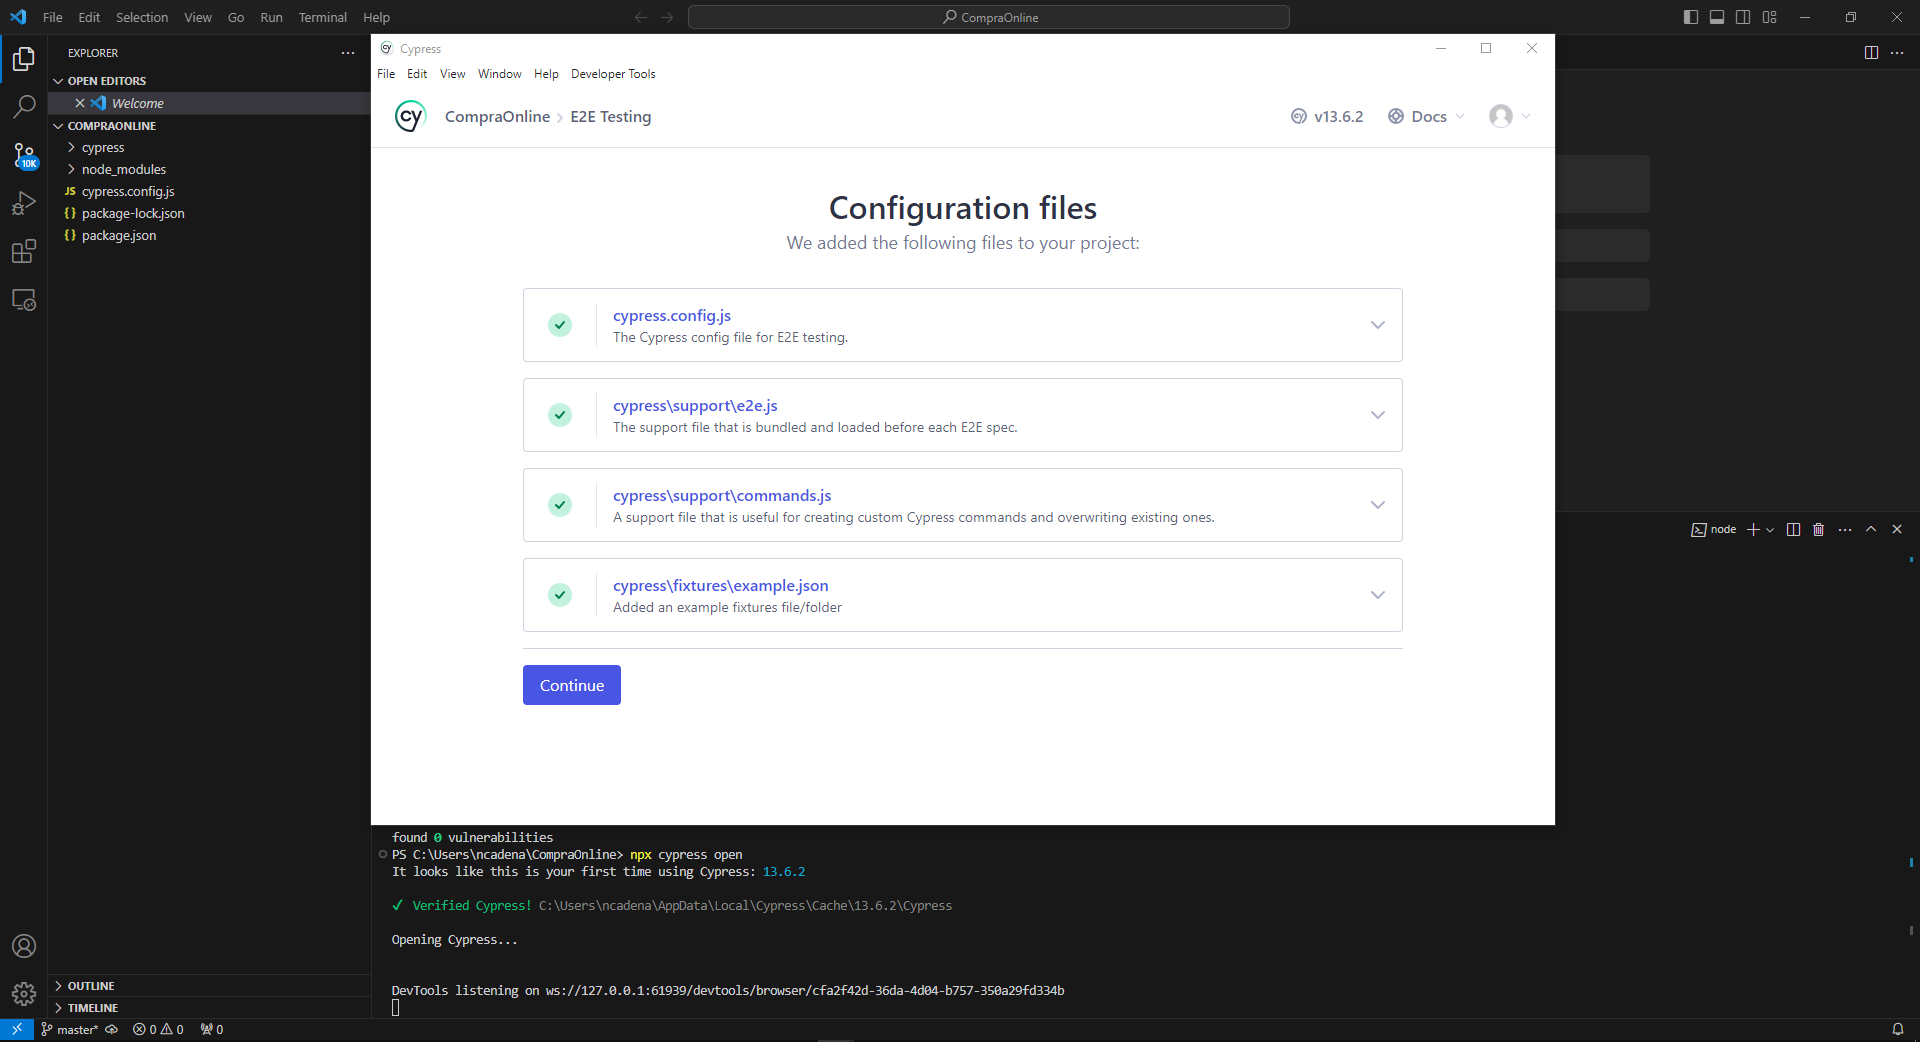 File Edit Selection View Go Run Terminal Help
CompraOnline
EXPLORER
OPEN EDITORS
Welcome
COMPRAONLINE
cypress
node_modules
JS cypress.config.js
{} package-lock.json
{} package.json
10K
OUTLINE
TIMELINE
cy Cypress
File Edit View Window Help Developer Tools
cy CompraOnline > E2E Testing
cy v13.6.2 Docs
Configuration files
We added the following files to your project:
cypress.config.js
The Cypress config file for E2E testing.
cypress\support\e2e.js
The support file that is bundled and loaded before each E2E spec.
cypress\support\commands.js
A support file that is useful for creating custom Cypress commands and overwriting existing ones.
cypress\fixtures\example.json
Added an example fixtures file/folder
Continue
node
found 0 vulnerabilities
PS C:\Users\ncadena\CompraOnline> npx cypress open
It looks like this is your first time using Cypress: 13.6.2
✓ Verified Cypress! C:\Users\ncadena\AppData\Local\Cypress\Cache\13.6.2\Cypress
Opening Cypress...
DevTools listening on ws://127.0.0.1:61939/devtools/browser/cfa2f42d-36da-4d04-b757-350a29fd334b
master* 0 0 0